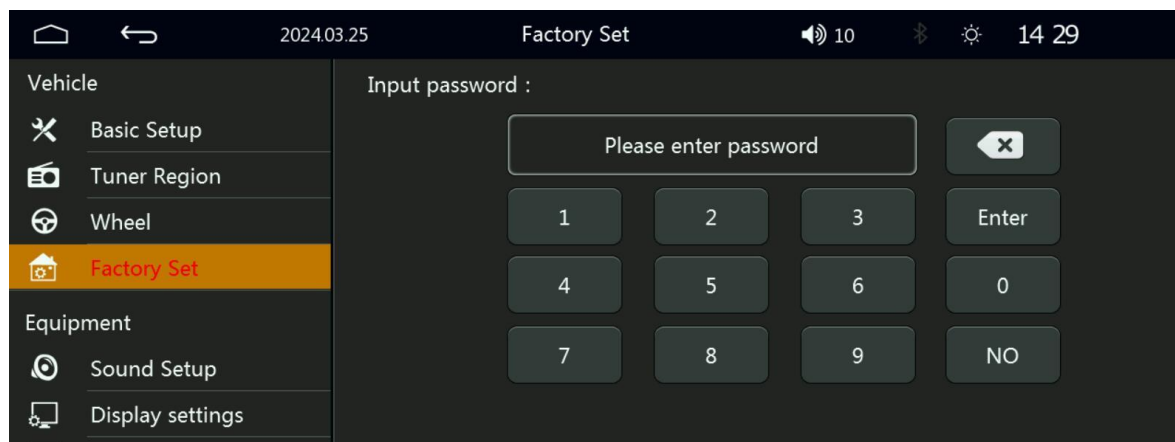 2024.03.25 Factory Set 10 14 29
Vehicle
Basic Setup
Tuner Region
Wheel
Factory Set
Equipment
Sound Setup
Display settings
Input password :
Please enter password
1 2 3 Enter
4 5 6 0
7 8 9 NO